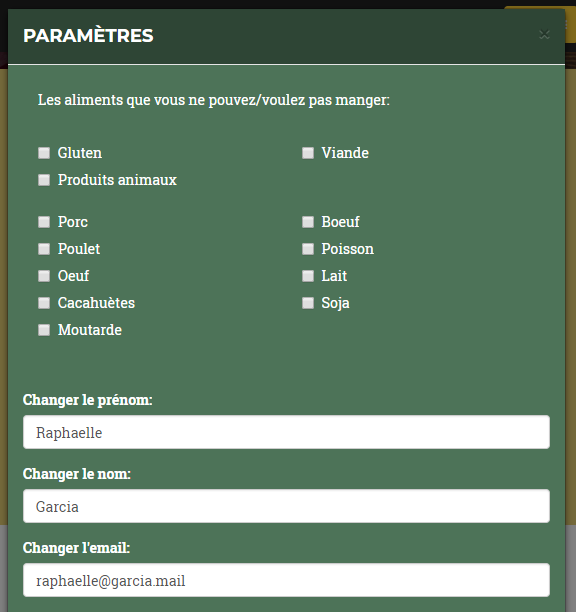 PARAMÈTRES
×
Les aliments que vous ne pouvez/voulez pas manger:
Gluten
Viande
Produits animaux
Porc
Boeuf
Poulet
Poisson
Oeuf
Lait
Cacahuètes
Soja
Moutarde
Changer le prénom:
Raphaelle
Changer le nom:
Garcia
Changer l'email:
raphaelle@garcia.mail